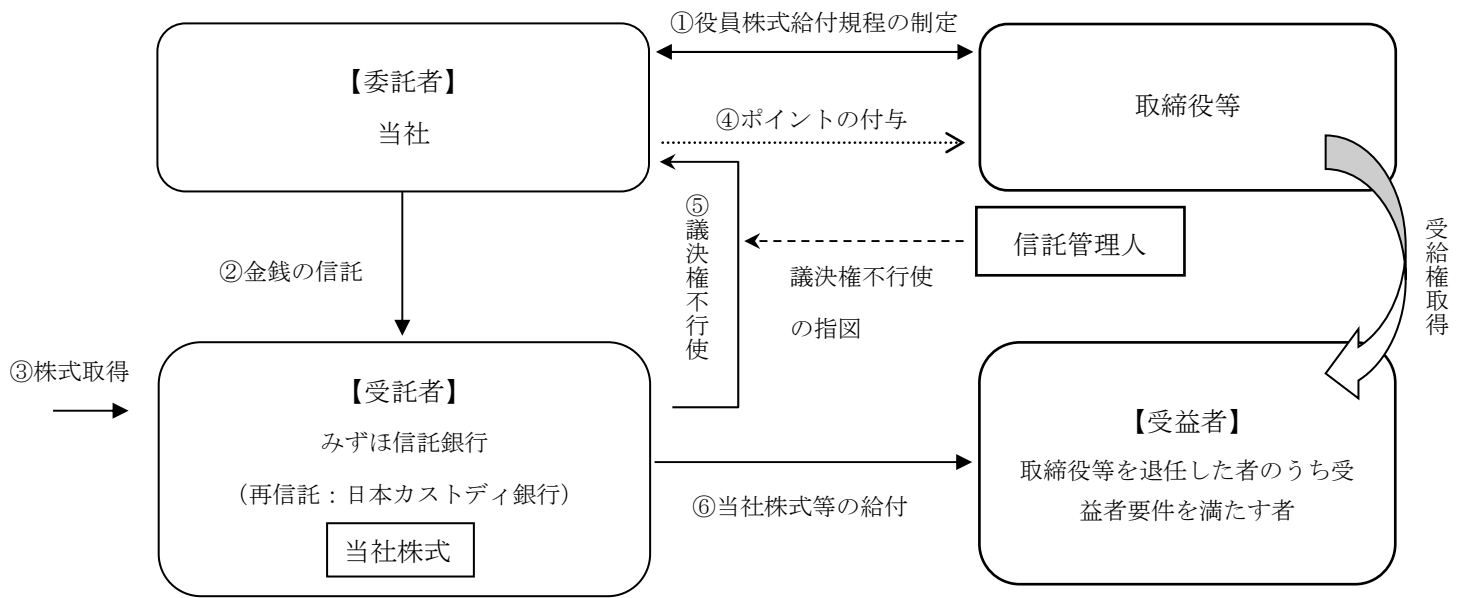 ①役員株式給付規程の制定
【委託者】
当社
取締役等
④ポイントの付与
⑤議決権不行使
信託管理人
議決権不行使
の指図
受給権取得
②金銭の信託
③株式取得
【受託者】
みずほ信託銀行
（再信託：日本カストディ銀行）
当社株式
⑥当社株式等の給付
【受益者】
取締役等を退任した者のうち受
益者要件を満たす者